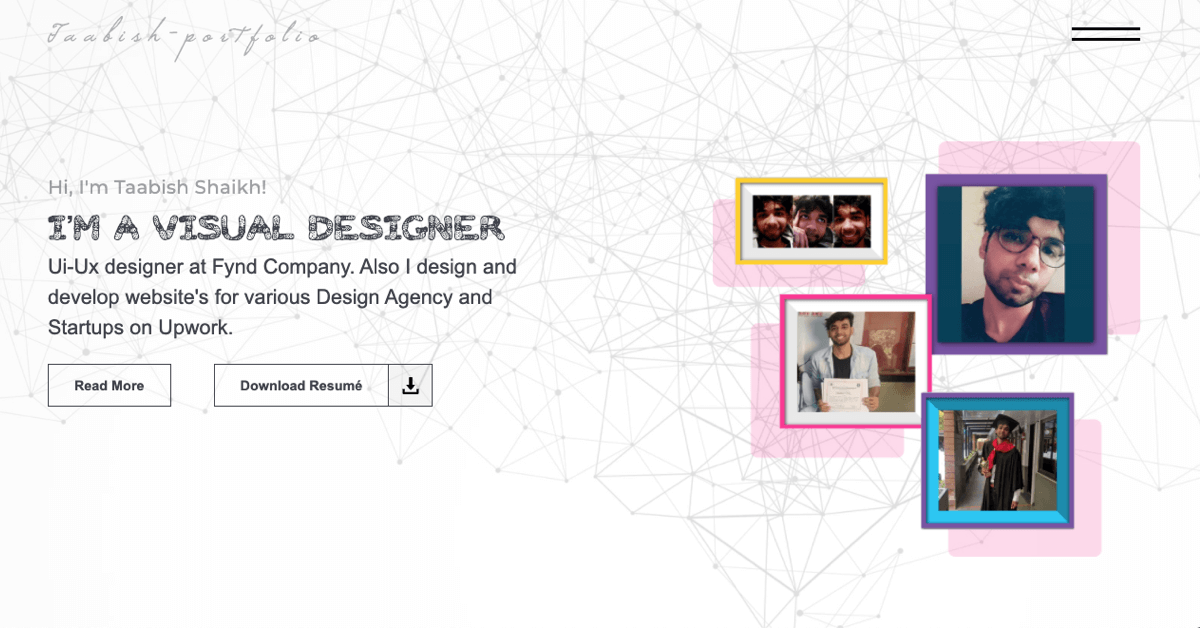 Taabish-portfolio
Hi, I'm Taabish Shaikh!
I'M A VISUAL DESIGNER
Ui-Ux designer at Fynd Company. Also I design and
develop website's for various Design Agency and
Startups on Upwork.
Read More
Download Resumé